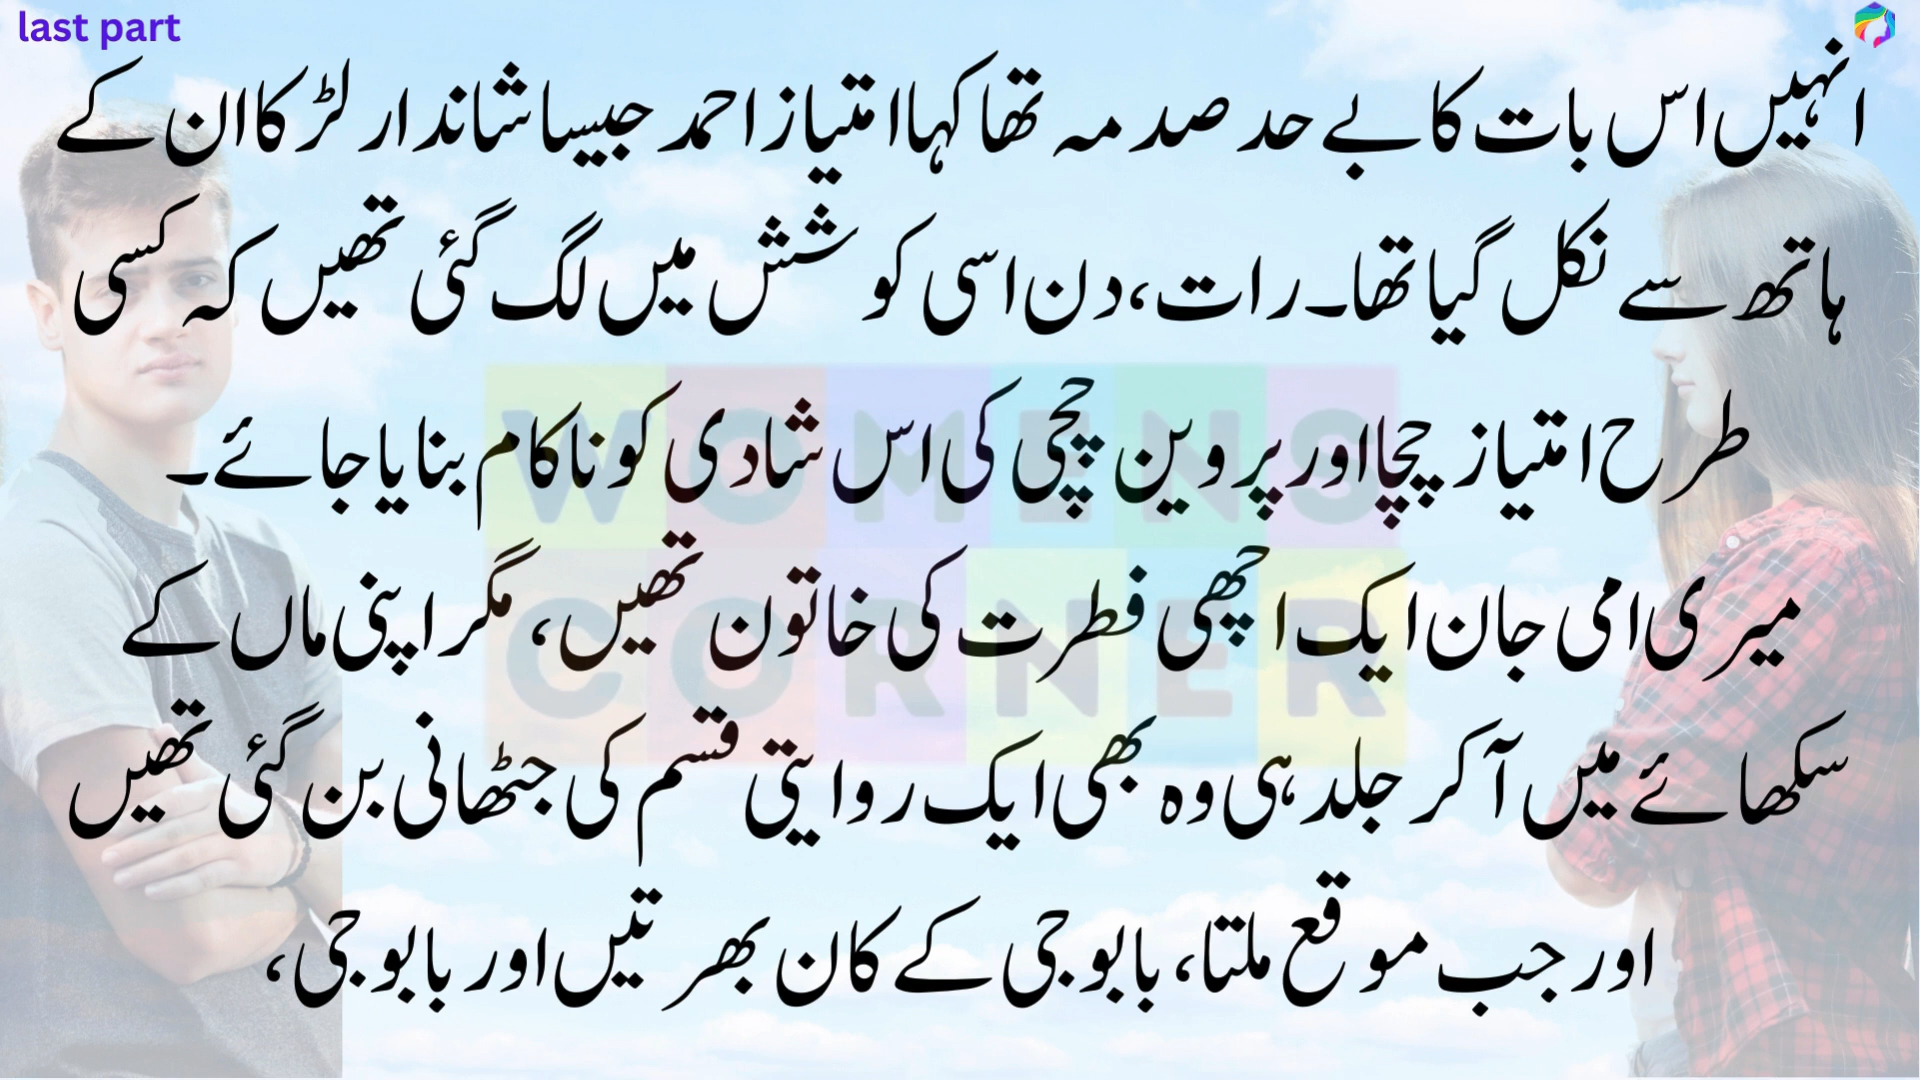 last part
انہیں اس بات کا بے حد صدمہ تھا کہا امتیاز احمد جیسا شاندار لڑکا ان کے
ہاتھ سے نکل گیا تھا۔ رات، دن اسی کوشش میں لگ گئی تھیں کہ کسی
طرح امتیاز چچا اور پروین چچی کی اس شادی کو ناکام بنایا جائے۔
میری امی جان ایک اچھی فطرت کی خاتون تھیں، مگر اپنی ماں کے
سکھائے میں آ کر جلد ہی وہ بھی ایک روایتی قسم کی جٹھانی بن گئی تھیں
اور جب موقع ملتا، بابو جی کے کان بھرتیں اور بابو جی،
WOMENS
CORNER